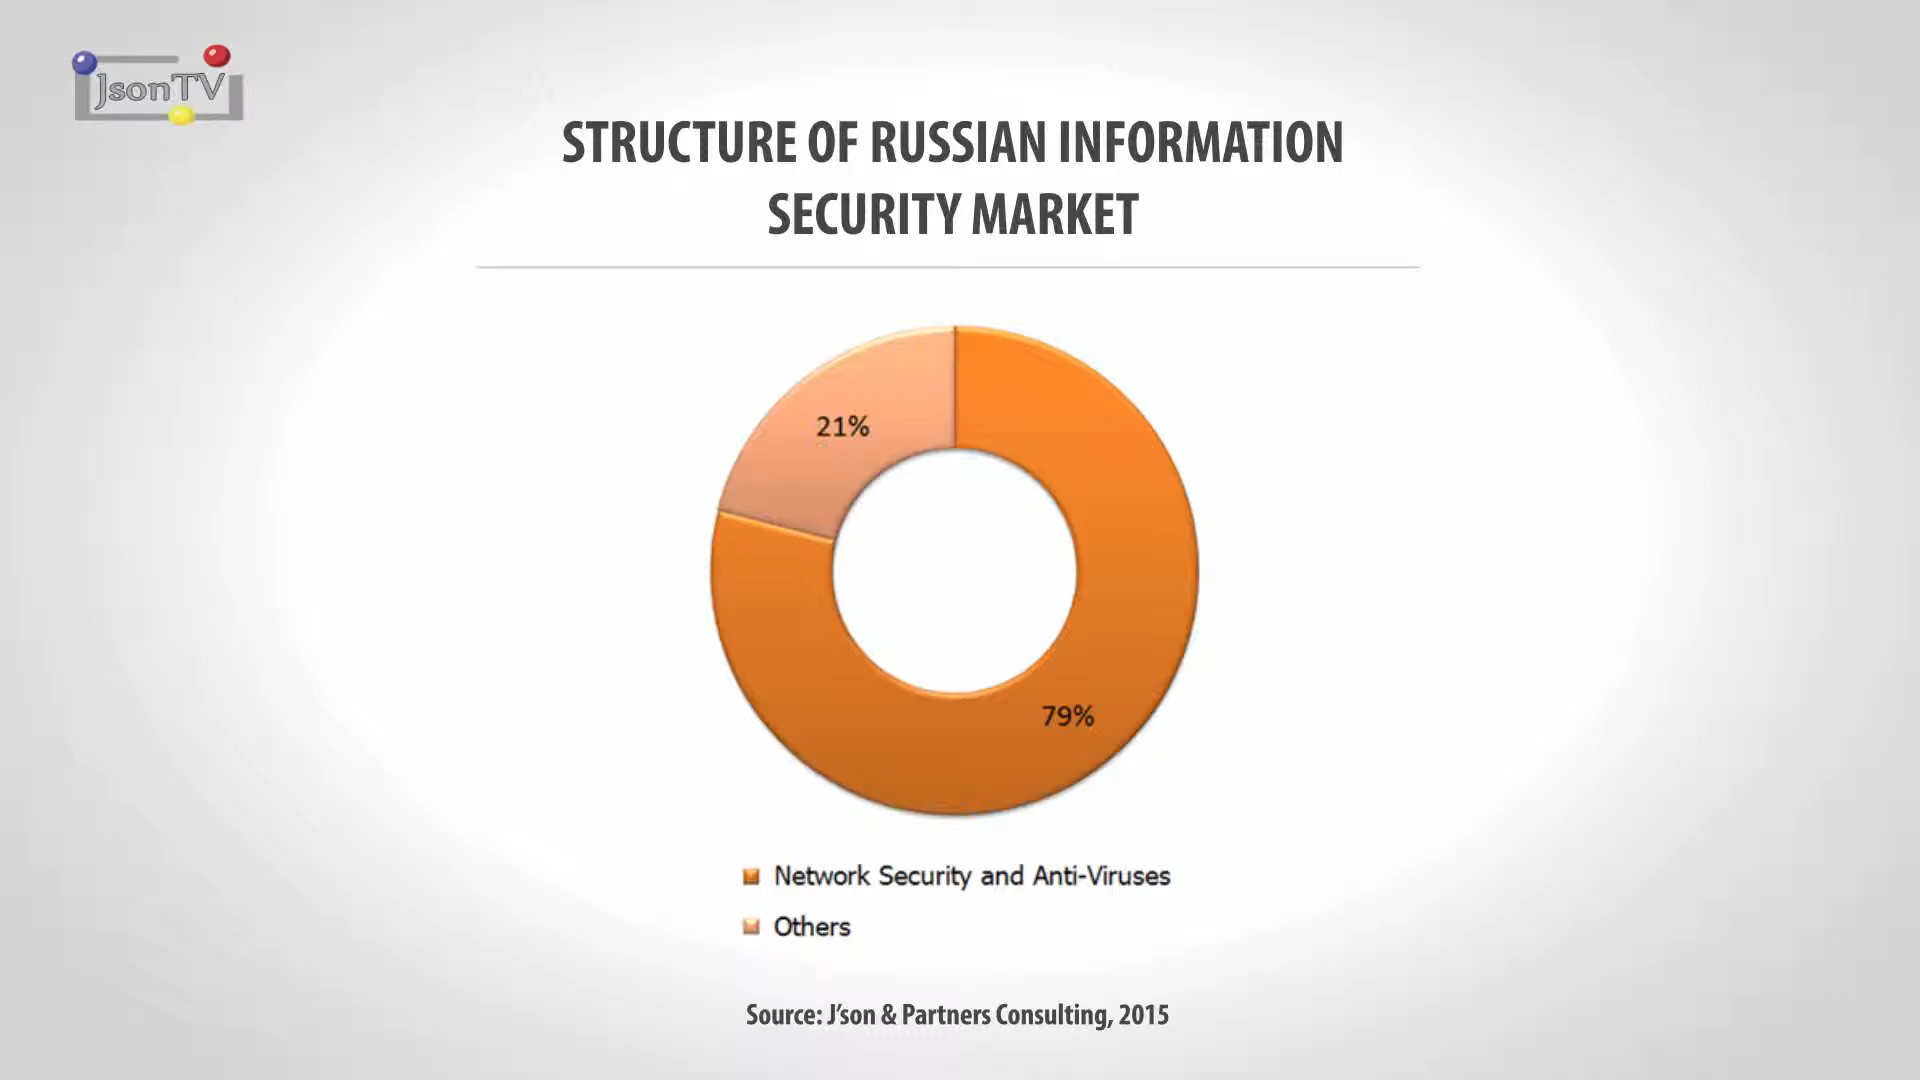 JsonTV
STRUCTURE OF RUSSIAN INFORMATION
SECURITY MARKET
21%
79%
Network Security and Anti-Viruses
Others
Source: J'son & Partners Consulting, 2015